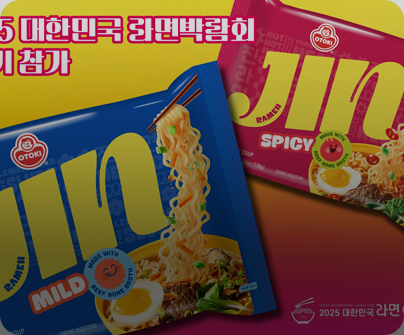 5 대한민국 라면박람회
기 참가
OTOKI
JIN
RAMEN
SPICY
MADE WITH
BEEF BONE BROTH
OTOKI
JIN
RAMEN
MILD
MADE WITH
BEEF BONE BROTH
SOUP
2025 대한민국 라면